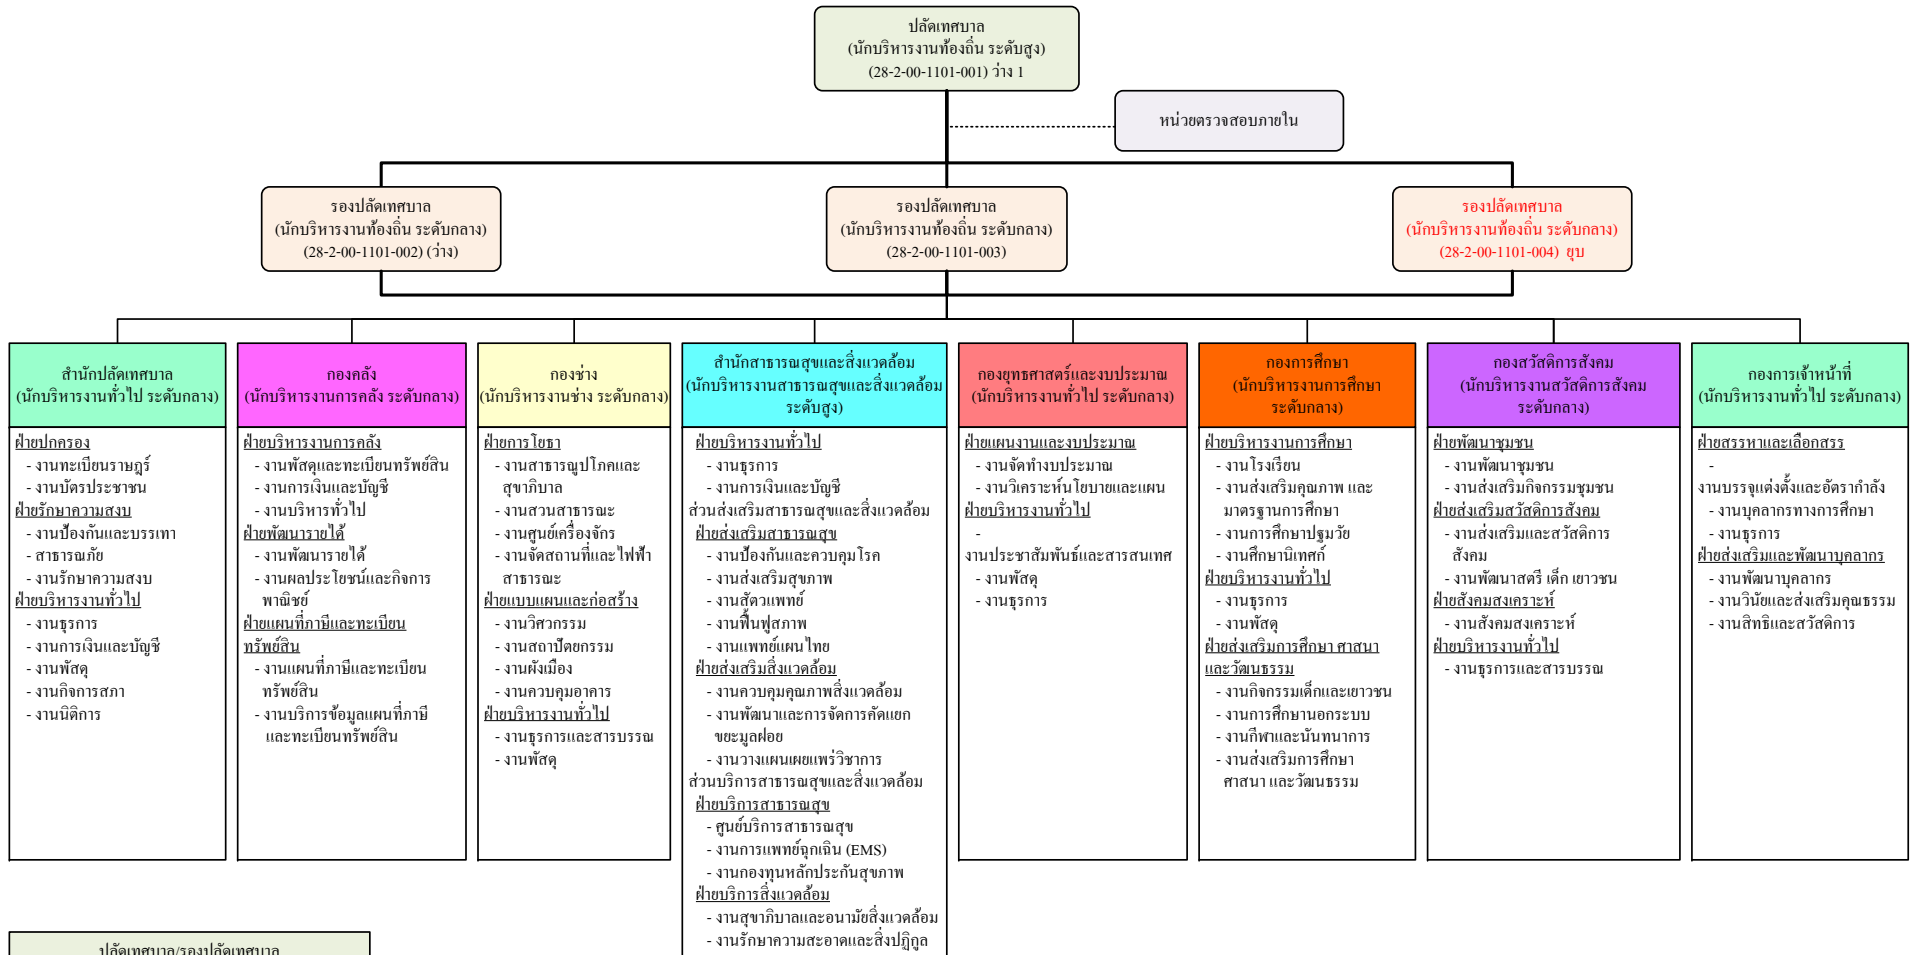 ปลัดเทศบาล
(นักบริหารงานท้องถิ่น ระดับสูง)
(28-2-00-1101-001) ว่าง 1
หน่วยตรวจสอบภายใน
รองปลัดเทศบาล
(นักบริหารงานท้องถิ่น ระดับกลาง)
(28-2-00-1101-002) (ว่าง)
รองปลัดเทศบาล
(นักบริหารงานท้องถิ่น ระดับกลาง)
(28-2-00-1101-003)
รองปลัดเทศบาล
(นักบริหารงานท้องถิ่น ระดับกลาง)
(28-2-00-1101-004) ยุบ
สำนักปลัดเทศบาล
(นักบริหารงานทั่วไป ระดับกลาง)
ฝ่ายปกครอง
- งานทะเบียนราษฎร์
- งานบัตรประชาชน
ฝ่ายรักษาความสงบ
- งานป้องกันและบรรเทา
- สาธารณภัย
- งานรักษาความสงบ
ฝ่ายบริหารงานทั่วไป
- งานธุรการ
- งานการเงินและบัญชี
- งานพัสดุ
- งานกิจการสภา
- งานนิติการ
กองคลัง
(นักบริหารงานการคลัง ระดับกลาง)
ฝ่ายบริหารงานการคลัง
- งานพัสดุและทะเบียนทรัพย์สิน
- งานการเงินและบัญชี
- งานบริหารทั่วไป
ฝ่ายพัฒนารายได้
- งานพัฒนารายได้
- งานผลประโยชน์และกิจการ
พาณิชย์
ฝ่ายแผนที่ภาษีและทะเบียน
ทรัพย์สิน
- งานแผนที่ภาษีและทะเบียน
ทรัพย์สิน
- งานบริการข้อมูลแผนที่ภาษี
และทะเบียนทรัพย์สิน
กองช่าง
(นักบริหารงานช่าง ระดับกลาง)
ฝ่ายการโยธา
- งานสาธารณูปโภคและ
สุขาภิบาล
- งานสวนสาธารณะ
- งานศูนย์เครื่องจักร
- งานจัดสถานที่และไฟฟ้า
สาธารณะ
ฝ่ายแบบแผนและก่อสร้าง
- งานวิศวกรรม
- งานสถาปัตยกรรม
- งานผังเมือง
- งานควบคุมอาคาร
ฝ่ายบริหารงานทั่วไป
- งานธุรการและสารบรรณ
- งานพัสดุ
สำนักสาธารณสุขและสิ่งแวดล้อม
(นักบริหารงานสาธารณสุขและสิ่งแวดล้อม
ระดับสูง)
ฝ่ายบริหารงานทั่วไป
- งานธุรการ
- งานการเงินและบัญชี
ส่วนส่งเสริมสาธารณสุขและสิ่งแวดล้อม
ฝ่ายส่งเสริมสาธารณสุข
- งานป้องกันและควบคุมโรค
- งานส่งเสริมสุขภาพ
- งานสัตวแพทย์
- งานฟื้นฟูสภาพ
- งานแพทย์แผนไทย
ฝ่ายส่งเสริมสิ่งแวดล้อม
- งานควบคุมคุณภาพสิ่งแวดล้อม
- งานพัฒนาและการจัดการคัดแยก
ขยะมูลฝอย
- งานวางแผนเผยแพร่วิชาการ
ส่วนบริการสาธารณสุขและสิ่งแวดล้อม
ฝ่ายบริการสาธารณสุข
- ศูนย์บริการสาธารณสุข
- งานการแพทย์ฉุกเฉิน (EMS)
- งานกองทุนหลักประกันสุขภาพ
ฝ่ายบริการสิ่งแวดล้อม
- งานสุขาภิบาลและอนามัยสิ่งแวดล้อม
- งานรักษาความสะอาดและสิ่งปฏิกูล
กองยุทธศาสตร์และงบประมาณ
(นักบริหารงานทั่วไป ระดับกลาง)
ฝ่ายแผนงานและงบประมาณ
- งานจัดทำงบประมาณ
- งานวิเคราะห์นโยบายและแผน
ฝ่ายบริหารงานทั่วไป
-
งานประชาสัมพันธ์และสารสนเทศ
- งานพัสดุ
- งานธุรการ
กองการศึกษา
(นักบริหารงานการศึกษา
ระดับกลาง)
ฝ่ายบริหารงานการศึกษา
- งานโรงเรียน
- งานส่งเสริมคุณภาพ และ
มาตรฐานการศึกษา
- งานการศึกษาปฐมวัย
- งานศึกษานิเทศก์
ฝ่ายบริหารงานทั่วไป
- งานธุรการ
- งานพัสดุ
ฝ่ายส่งเสริมการศึกษา ศาสนา
และวัฒนธรรม
- งานกิจกรรมเด็กและเยาวชน
- งานการศึกษานอกระบบ
- งานกีฬาและนันทนาการ
- งานส่งเสริมการศึกษา
ศาสนา และวัฒนธรรม
กองสวัสดิการสังคม
(นักบริหารงานสวัสดิการสังคม
ระดับกลาง)
ฝ่ายพัฒนาชุมชน
- งานพัฒนาชุมชน
- งานส่งเสริมกิจกรรมชุมชน
ฝ่ายส่งเสริมสวัสดิการสังคม
- งานส่งเสริมและสวัสดิการ
สังคม
- งานพัฒนาสตรี เด็ก เยาวชน
ฝ่ายสังคมสงเคราะห์
- งานสังคมสงเคราะห์
ฝ่ายบริหารงานทั่วไป
- งานธุรการและสารบรรณ
กองการเจ้าหน้าที่
(นักบริหารงานทั่วไป ระดับกลาง)
ฝ่ายสรรหาและเลือกสรร
-
งานบรรจุแต่งตั้งและอัตรากำลัง
- งานบุคลากรทางการศึกษา
- งานธุรการ
ฝ่ายส่งเสริมและพัฒนาบุคลากร
- งานพัฒนาบุคลากร
- งานวินัยและส่งเสริมคุณธรรม
- งานสิทธิและสวัสดิการ
ปลัดเทศบาล/รองปลัดเทศบาล